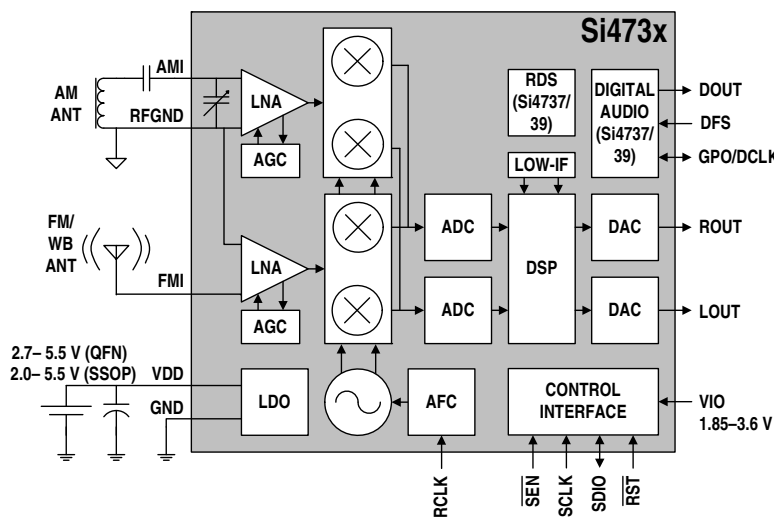 Si473x
AMI
AM
ANT
RFGND
LNA
AGC
RDS
(Si4737/
39)
DIGITAL
AUDIO
(Si4737/
39)
DOUT
DFS
GPO/DCLK
LOW-IF
FM/
WB
ANT
FMI
LNA
AGC
ADC
ADC
DSP
DAC
DAC
ROUT
LOUT
2.7– 5.5 V (QFN)
2.0– 5.5 V (SSOP)
VDD
GND
LDO
AFC
CONTROL
INTERFACE
VIO
1.85–3.6 V
RCLK
SEN
SCLK
SDIO
RST